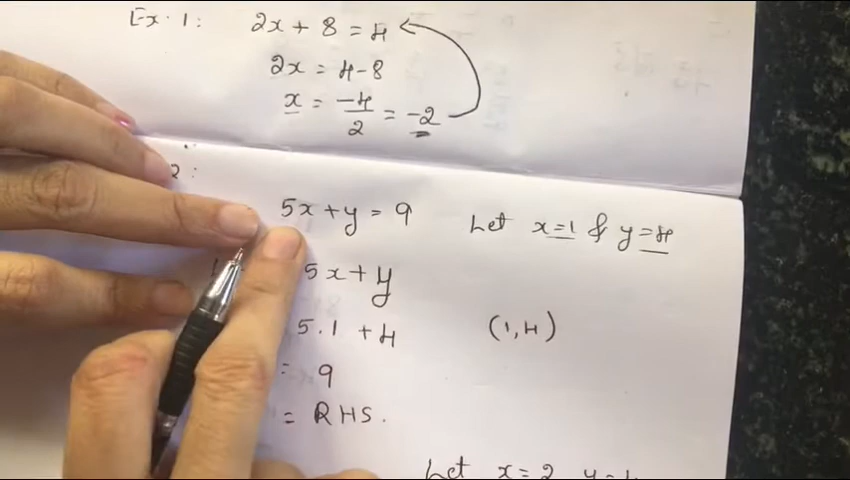 Ex. 1: 2x + 8 = 4
2x = 4 - 8
x = -4/2 = -2
2:
5x + y = 9 Let x=1 & y=4
5x + y
5.1 + 4 (1,4)
= 9
= RHS.
Let x = 2